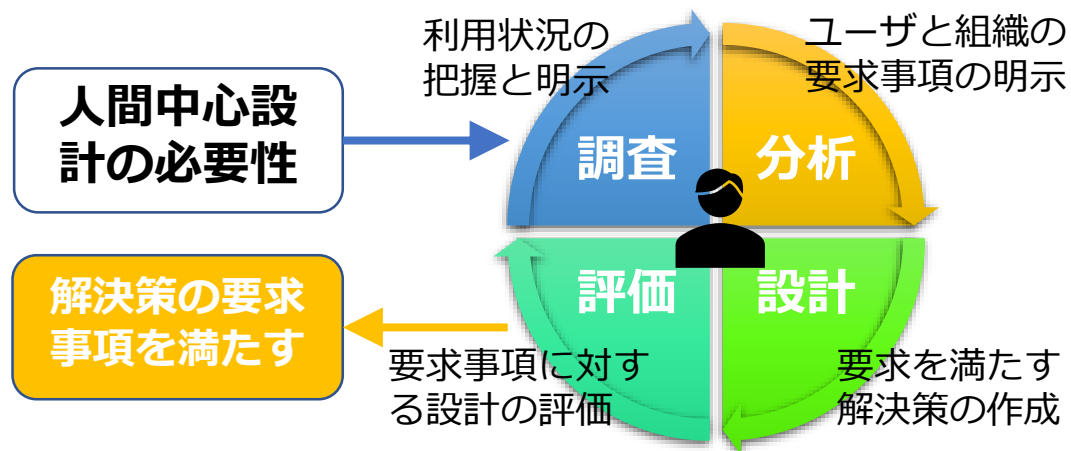 人間中心設
計の必要性
利用状況の
把握と明示
調査
ユーザと組織の
要求事項の明示
分析
解決策の要求
事項を満たす
評価
要求事項に対す
る設計の評価
設計
要求を満たす
解決策の作成